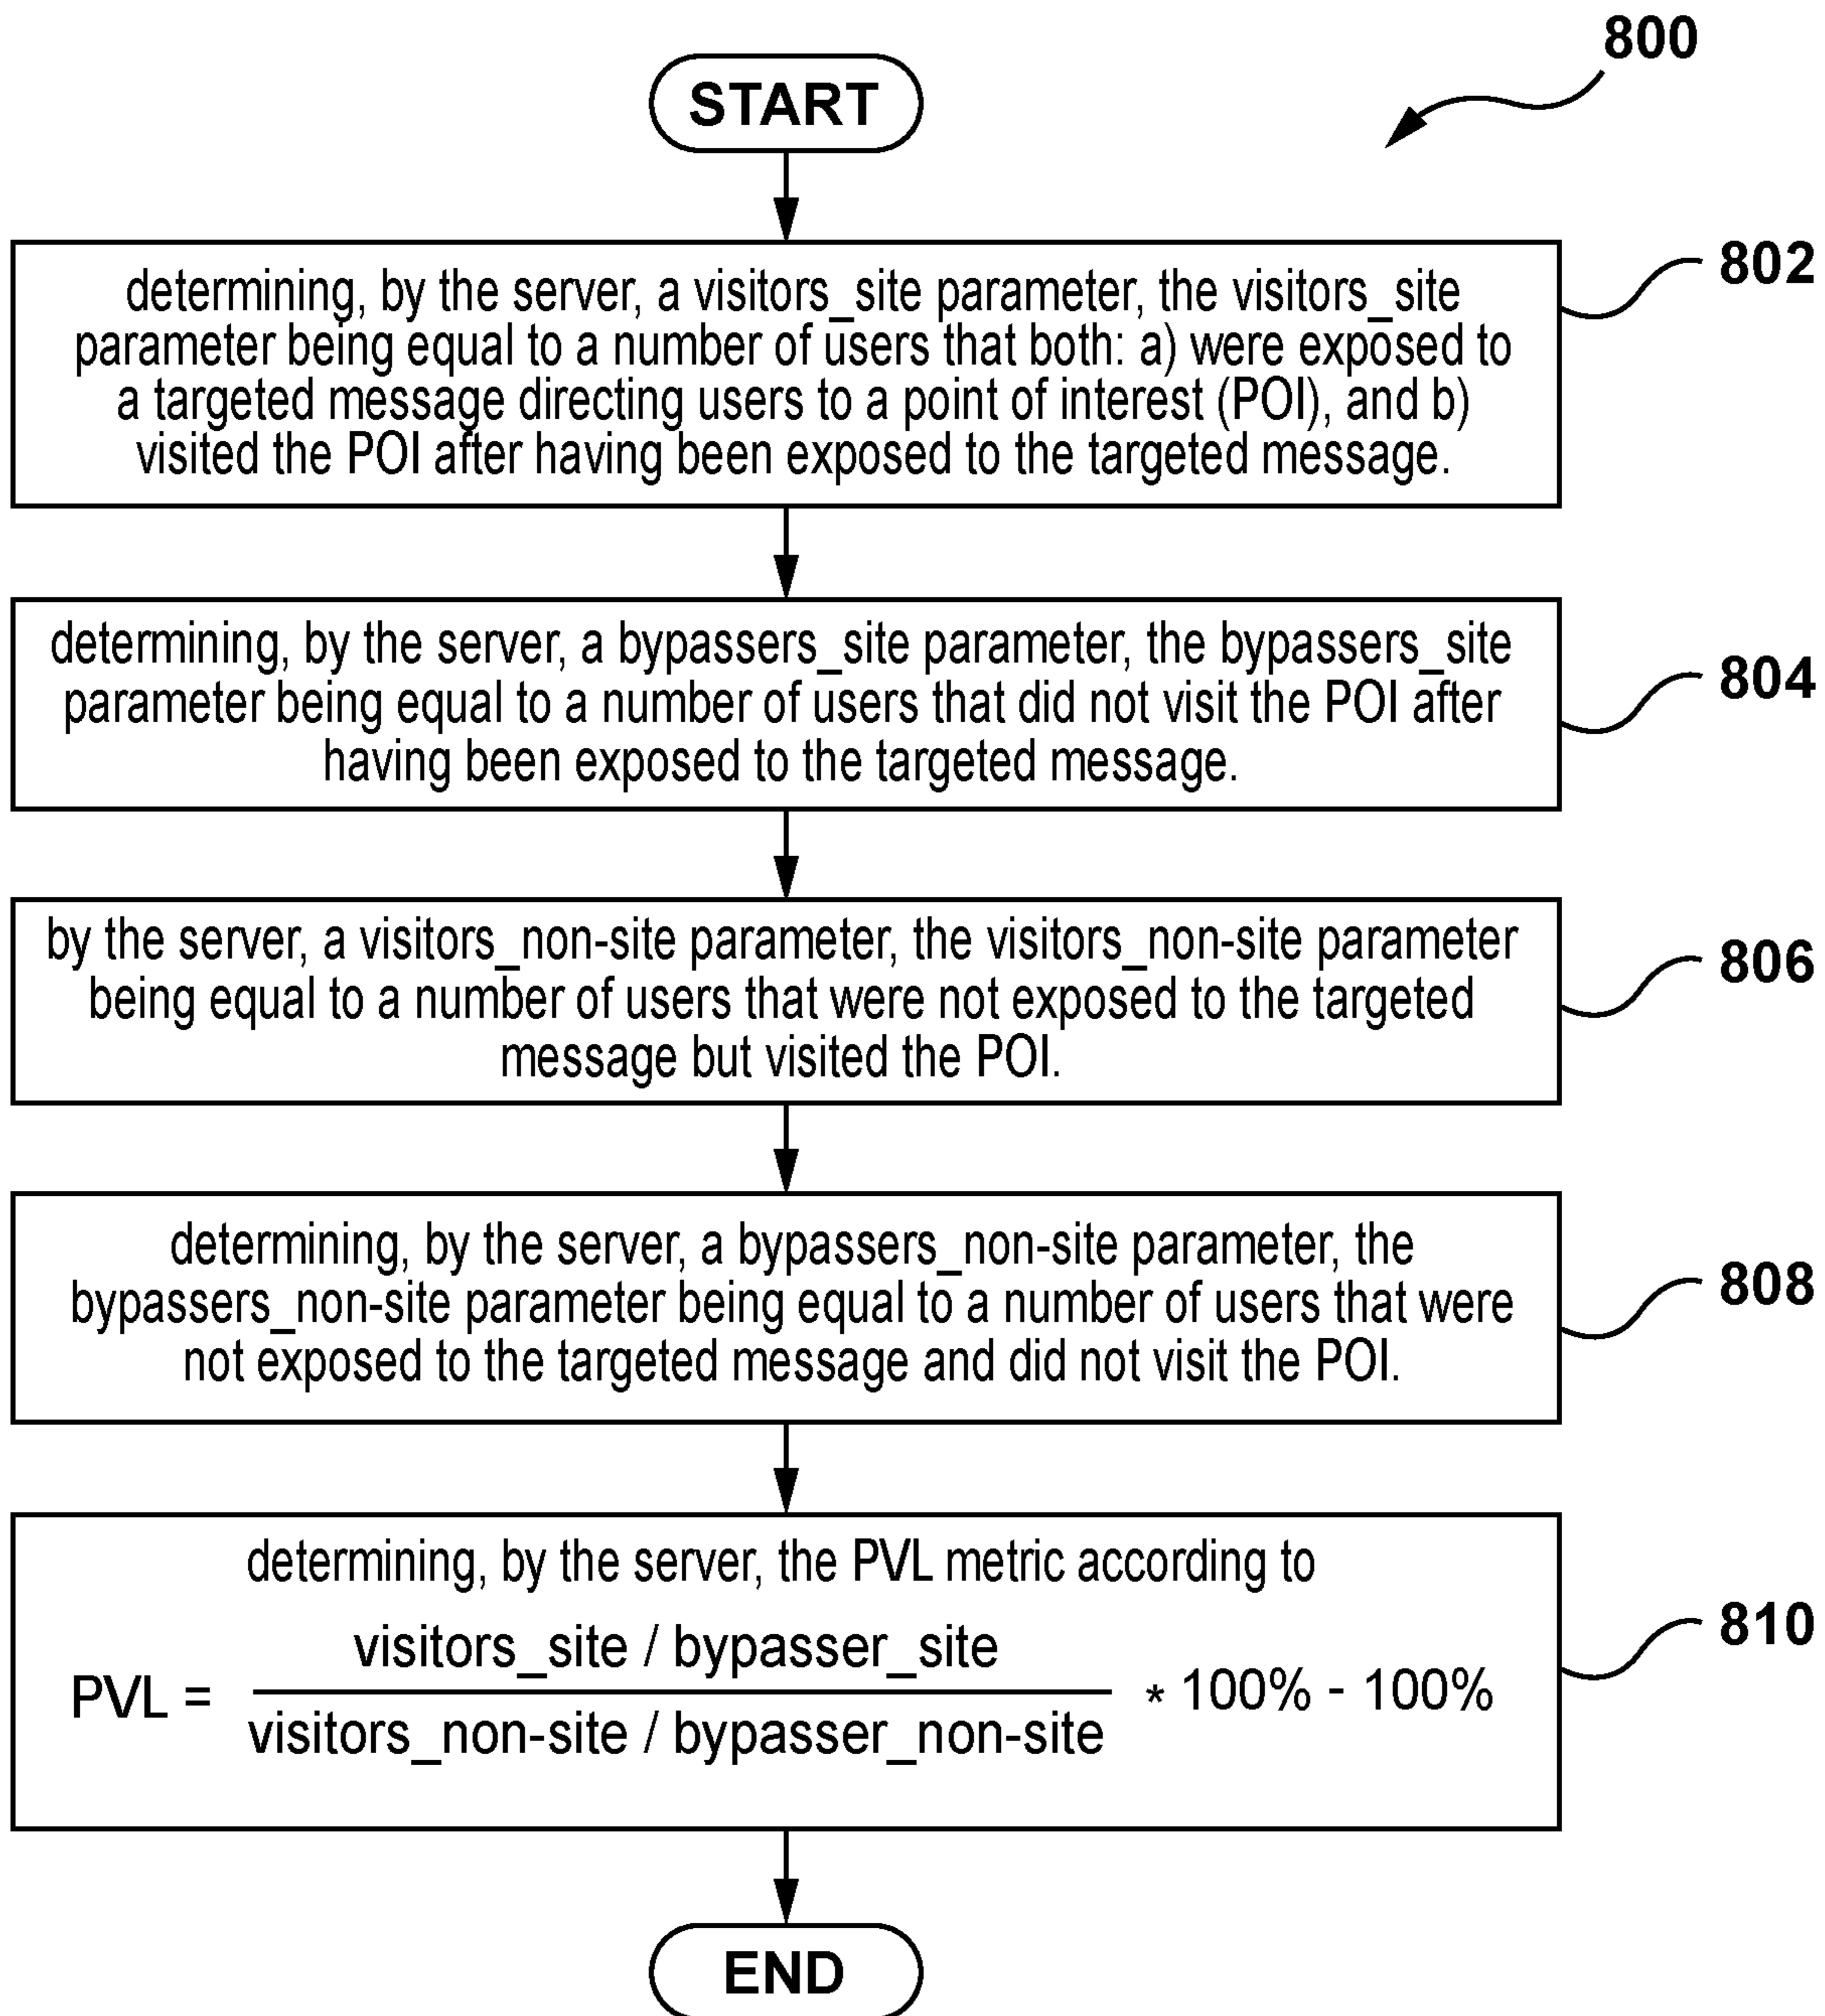 800
START
802
determining, by the server, a visitors_site parameter, the visitors_site
parameter being equal to a number of users that both: a) were exposed to
a targeted message directing users to a point of interest (POI), and b)
visited the POI after having been exposed to the targeted message.
804
determining, by the server, a bypassers_site parameter, the bypassers_site
parameter being equal to a number of users that did not visit the POI after
having been exposed to the targeted message.
806
by the server, a visitors_non-site parameter, the visitors_non-site parameter
being equal to a number of users that were not exposed to the targeted
message but visited the POI.
808
determining, by the server, a bypassers_non-site parameter, the
bypassers_non-site parameter being equal to a number of users that were
not exposed to the targeted message and did not visit the POI.
810
determining, by the server, the PVL metric according to
visitors_site / bypasser_site
PVL = * 100% - 100%
visitors_non-site / bypasser_non-site
END